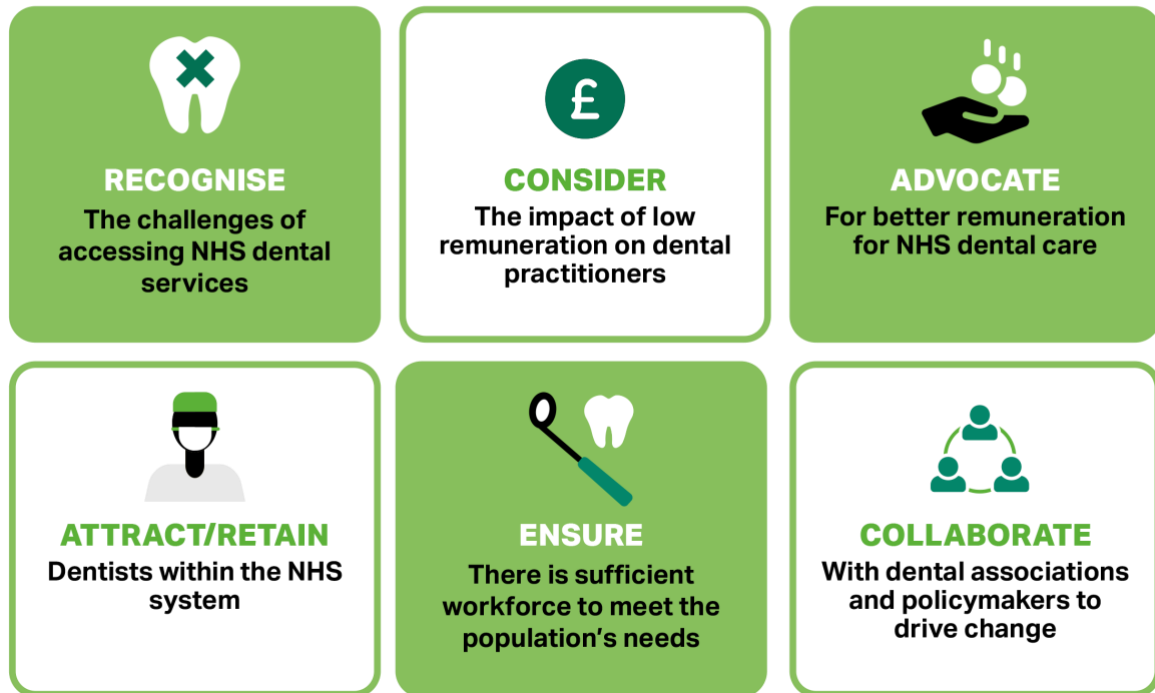 RECOGNISE
The challenges of
accessing NHS dental
services
£
CONSIDER
The impact of low
remuneration on dental
practitioners
ADVOCATE
For better remuneration
for NHS dental care
ATTRACT/RETAIN
Dentists within the NHS
system
ENSURE
There is sufficient
workforce to meet the
population’s needs
COLLABORATE
With dental associations
and policymakers to
drive change